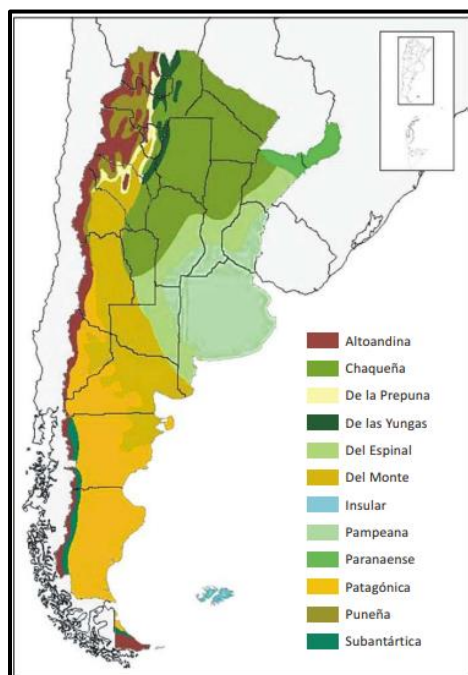 Altoandina
Chaqueña
De la Prepuna
De las Yungas
Del Espinal
Del Monte
Insular
Pampeana
Paranaense
Patagónica
Puneña
Subantártica